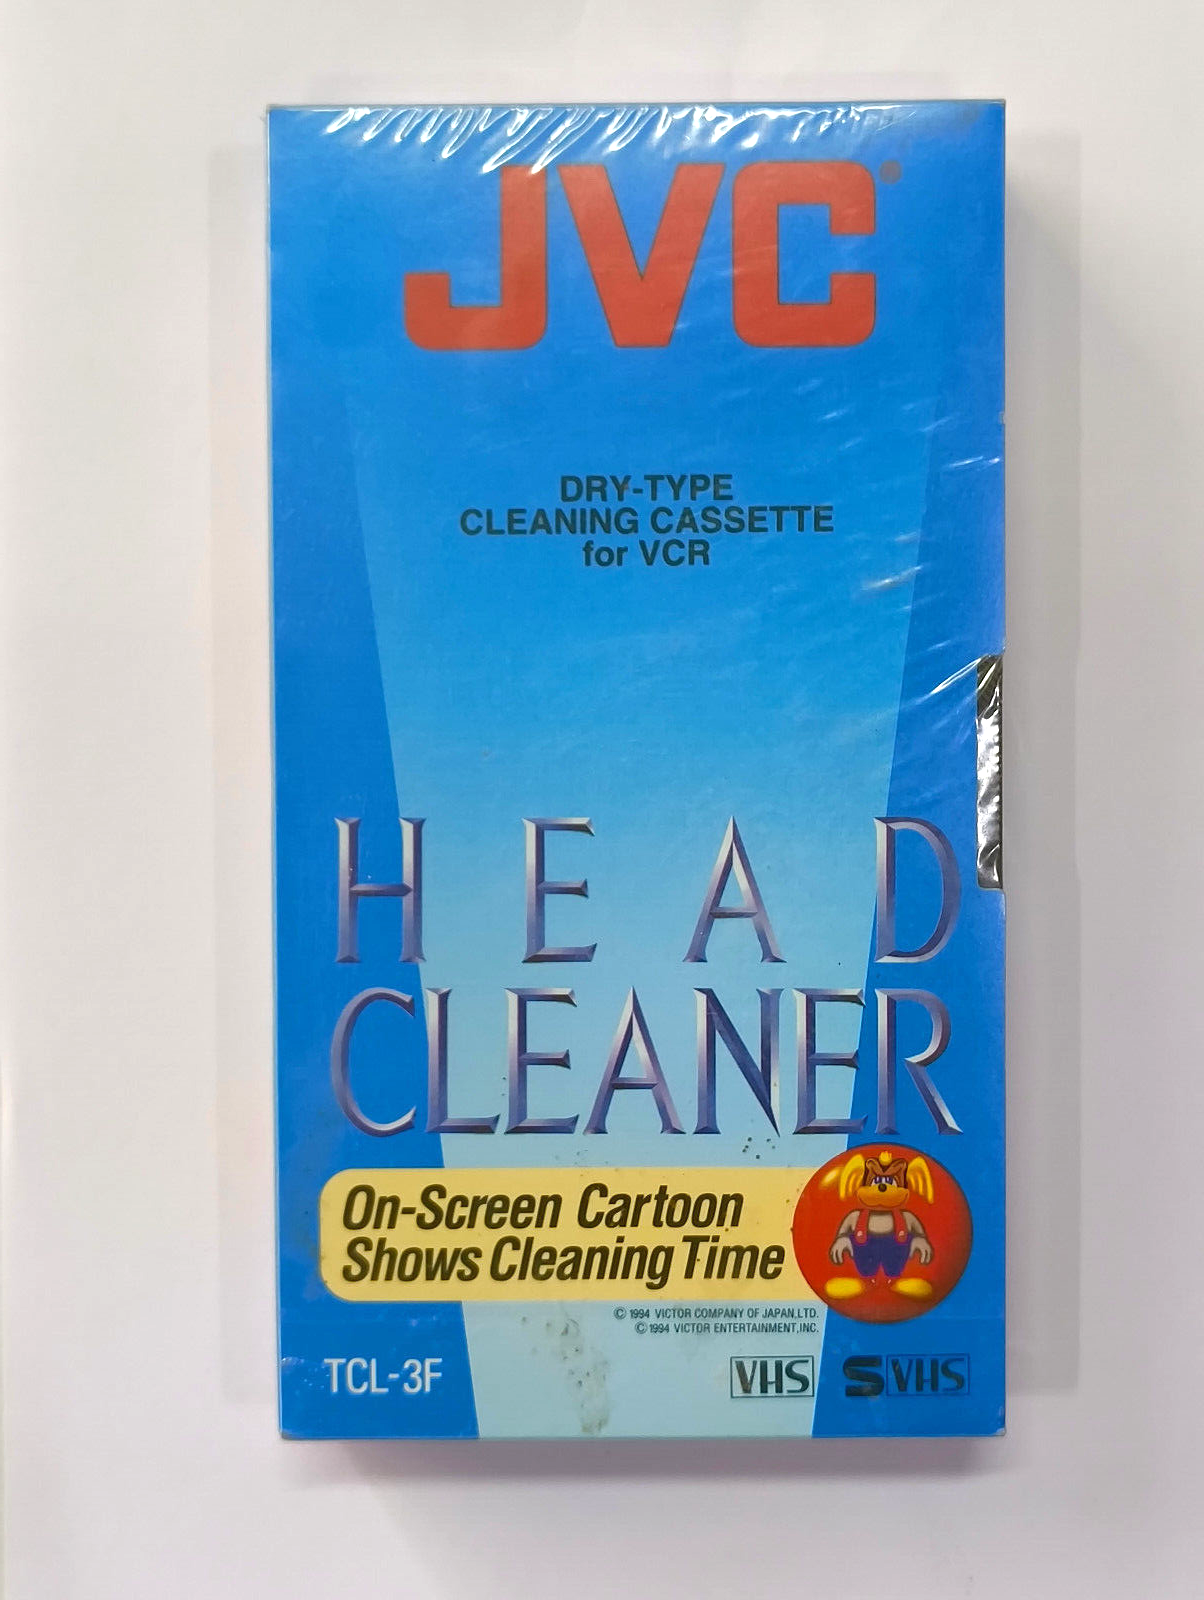 JVC®
DRY-TYPE
CLEANING CASSETTE
for VCR
HEAD
CLEANER
On-Screen Cartoon
Shows Cleaning Time
© 1994 VICTOR COMPANY OF JAPAN,LTD.
© 1994 VICTOR ENTERTAINMENT,INC.
TCL-3F
VHS
S VHS